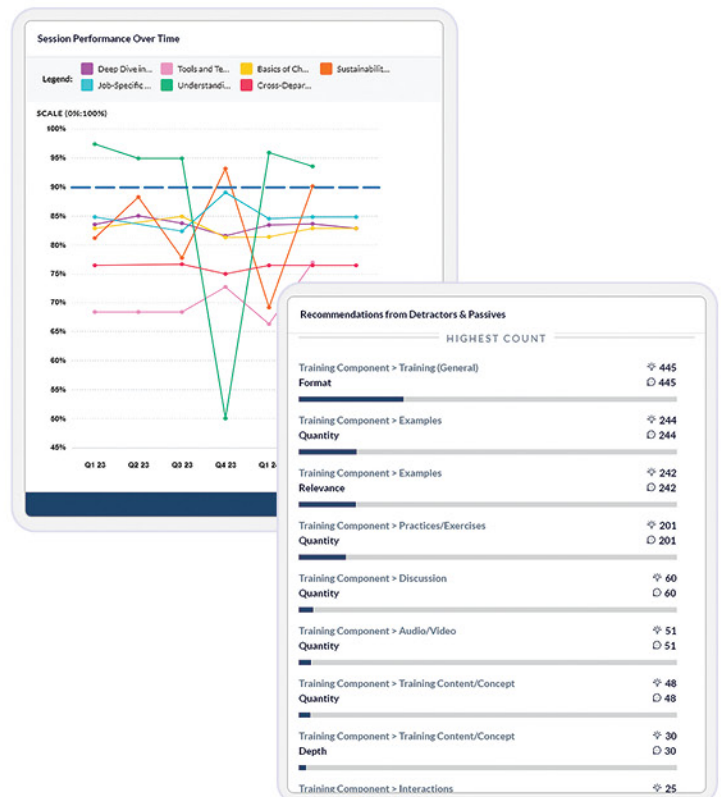 Session Performance Over Time
Legend:
Deep Dive in...
Tools and Te...
Basics of Ch...
Sustainabilit...
Job-Specific ...
Understandi...
Cross-Depar...
SCALE (0%:100%)
100%
95%
90%
85%
80%
75%
70%
65%
60%
55%
50%
45%
Q1 23
Q2 23
Q3 23
Q4 23
Q1 2
Recommendations from Detractors & Passives
HIGHEST COUNT
Training Component > Training (General) 445
Format 445
Training Component > Examples 244
Quantity 244
Training Component > Examples 242
Relevance 242
Training Component > Practices/Exercises 201
Quantity 201
Training Component > Discussion 60
Quantity 60
Training Component > Audio/Video 51
Quantity 51
Training Component > Training Content/Concept 48
Quantity 48
Training Component > Training Content/Concept 30
Depth 30
Training Component > Interactions 25